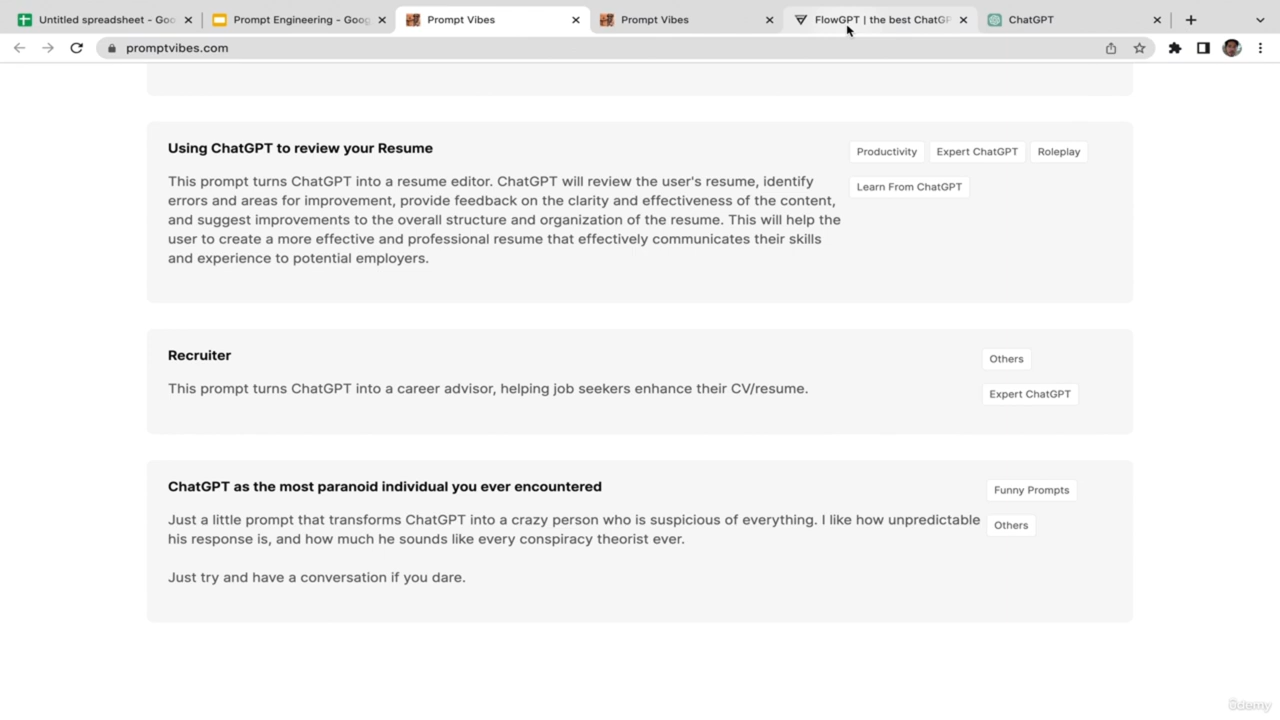 Untitled spreadsheet - Goo
Prompt Engineering - Goog
Prompt Vibes
Prompt Vibes
FlowGPT | the best ChatGP
ChatGPT
promptvibes.com
Using ChatGPT to review your Resume
Productivity
Expert ChatGPT
Roleplay
Learn From ChatGPT
This prompt turns ChatGPT into a resume editor. ChatGPT will review the user's resume, identify
errors and areas for improvement, provide feedback on the clarity and effectiveness of the content,
and suggest improvements to the overall structure and organization of the resume. This will help the
user to create a more effective and professional resume that effectively communicates their skills
and experience to potential employers.
Recruiter
Others
Expert ChatGPT
This prompt turns ChatGPT into a career advisor, helping job seekers enhance their CV/resume.
ChatGPT as the most paranoid individual you ever encountered
Funny Prompts
Others
Just a little prompt that transforms ChatGPT into a crazy person who is suspicious of everything. I like how unpredictable
his response is, and how much he sounds like every conspiracy theorist ever.
Just try and have a conversation if you dare.
ûdemy